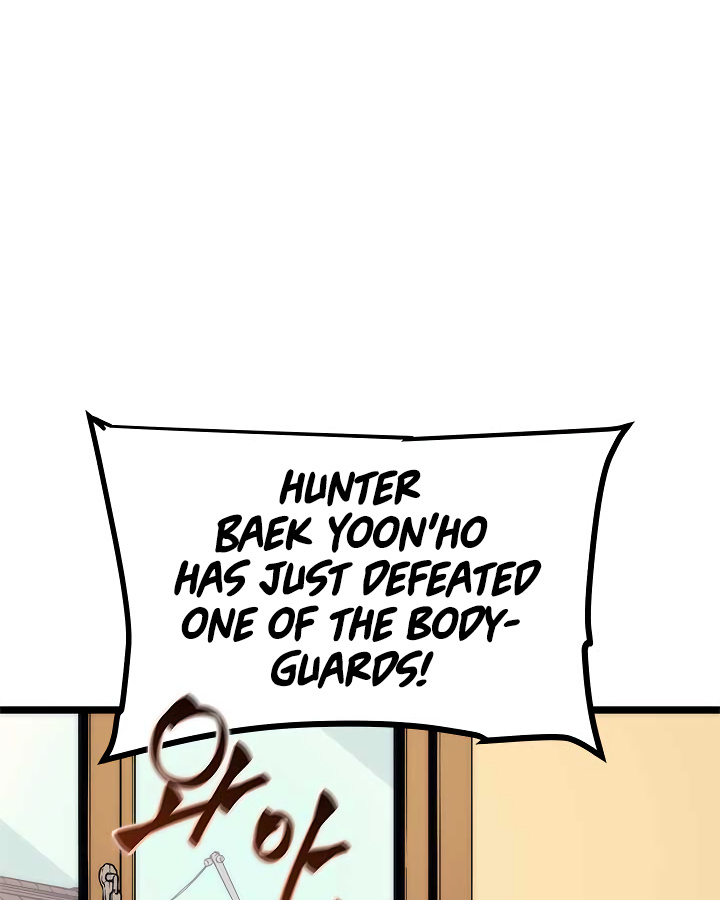 HUNTER
BAEK YOON'HO
HAS JUST DEFEATED
ONE OF THE BODY-
GUARDS!
와아